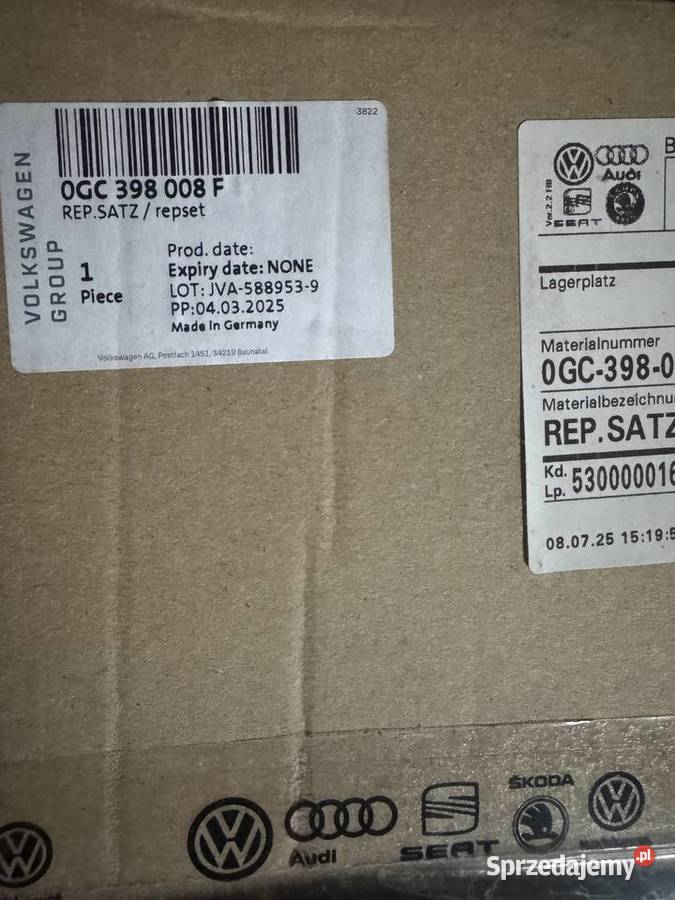 3822
0GC 398 008 F
REP.SATZ / repset
VOLKSWAGEN
GROUP
1
Piece
Prod. date:
Expiry date: NONE
LOT: JVA-588953-9
PP:04.03.2025
Made in Germany
Volkswagen AG, Postfach 1451, 34219 Baunatal
Audi
SEAT
B
Lagerplatz
Materialnummer
0GC-398-0
Materialbezeichnu
REP.SATZ
Kd.
Lp. 53000001
08.07.25 15:19:5
Audi
SEAT
ŠKODA
Sprzedajemy.pl